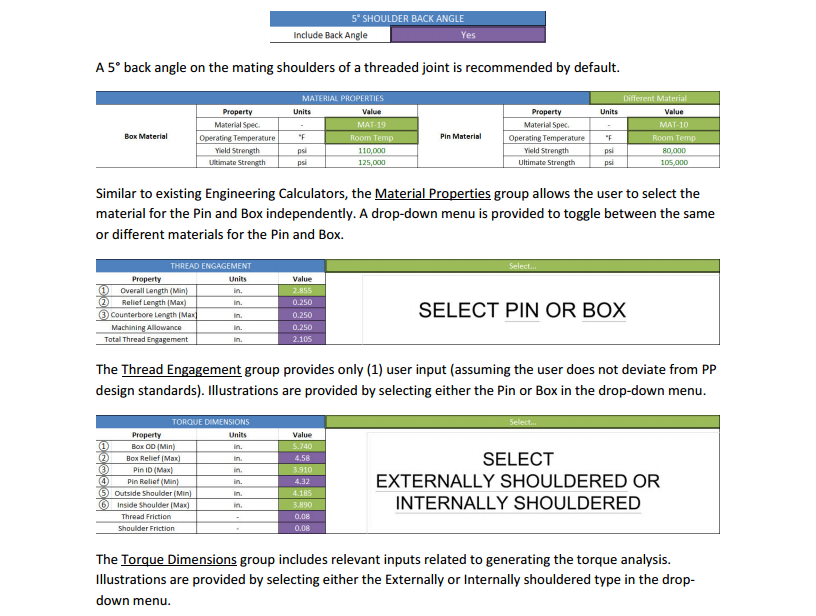 5° SHOULDER BACK ANGLE
Include Back Angle Yes
A 5° back angle on the mating shoulders of a threaded joint is recommended by default.
MATERIAL PROPERTIES Different Material
Property Units Value Property Units Value
Material Spec. - MAT-19 Material Spec. - MAT-10
Box Material Operating Temperature °F Room Temp Pin Material Operating Temperature °F Room Temp
Yield Strength psi 110,000 Yield Strength psi 80,000
Ultimate Strength psi 125,000 Ultimate Strength psi 105,000
Similar to existing Engineering Calculators, the Material Properties group allows the user to select the
material for the Pin and Box independently. A drop-down menu is provided to toggle between the same
or different materials for the Pin and Box.
THREAD ENGAGEMENT Select...
Property Units Value
1 Overall Length (Min) in. 2.855
2 Relief Length (Max) in. 0.250
3 Counterbore Length (Max) in. 0.250
Machining Allowance in. 0.250
Total Thread Engagement in. 2.105
SELECT PIN OR BOX
The Thread Engagement group provides only (1) user input (assuming the user does not deviate from PP
design standards). Illustrations are provided by selecting either the Pin or Box in the drop-down menu.
TORQUE DIMENSIONS Select...
Property Units Value
1 Box OD (Min) in. 5.740
2 Box Relief (Max) in. 4.58
3 Pin ID (Max) in. 3.910
4 Pin Relief (Min) in. 4.32
5 Outside Shoulder (Min) in. 4.185
6 Inside Shoulder (Max) in. 3.890
Thread Friction - 0.08
Shoulder Friction - 0.08
SELECT
EXTERNALLY SHOULDERED OR
INTERNALLY SHOULDERED
The Torque Dimensions group includes relevant inputs related to generating the torque analysis.
Illustrations are provided by selecting either the Externally or Internally shouldered type in the drop-
down menu.